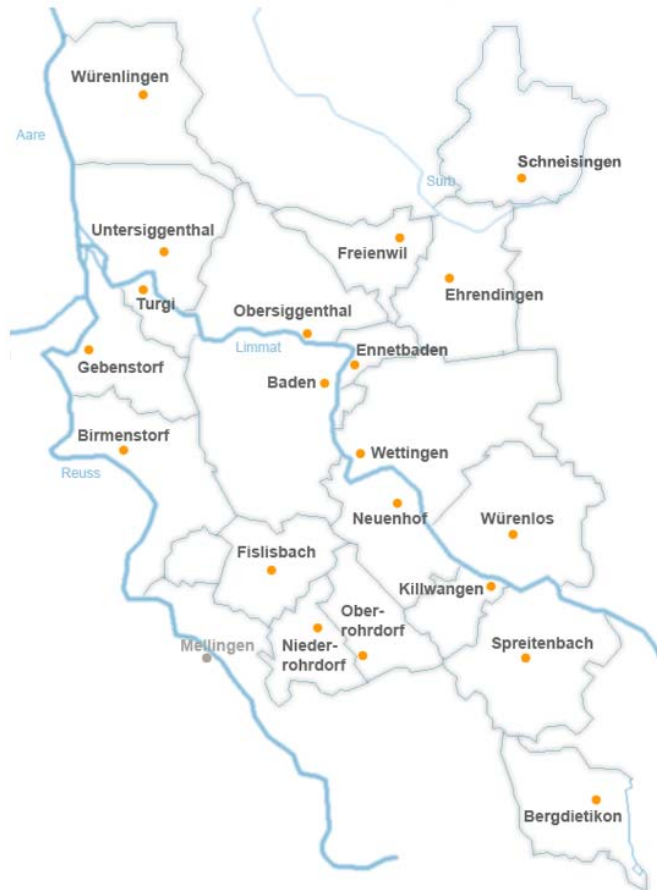 Würenlingen
Aare
Schneisingen
Surb
Untersiggenthal
Freienwil
Ehrendingen
Turgi
Obersiggenthal
Limmat
Ennetbaden
Gebenstorf
Baden
Birmenstorf
Wettingen
Reuss
Neuenhof
Würenlos
Fislisbach
Killwangen
Ober-
rohrdorf
Mellingen
Nieder-
rohrdorf
Spreitenbach
Bergdietikon